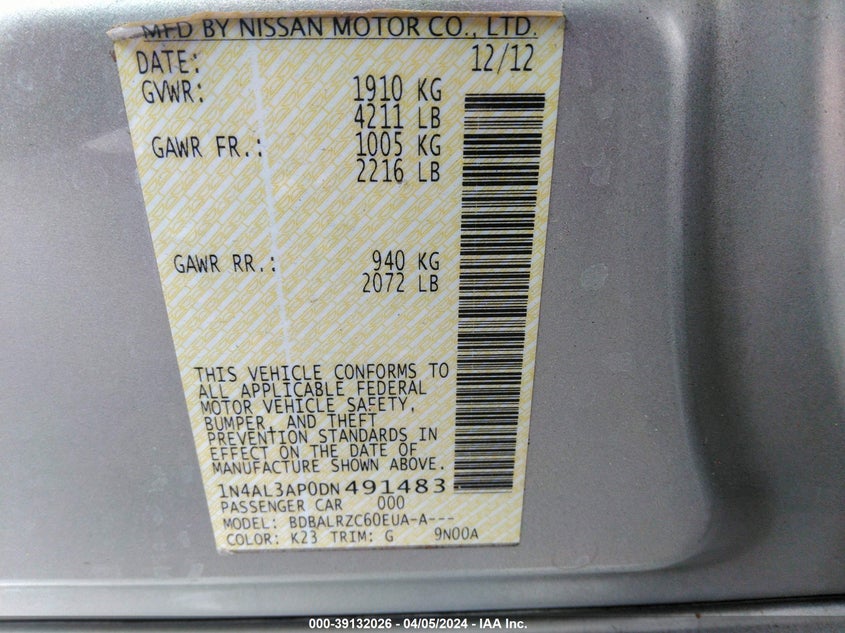 MFD BY NISSAN MOTOR CO., LTD.
DATE: 12/12
GVWR: 1910 KG
4211 LB
GAWR FR.: 1005 KG
2216 LB
GAWR RR.: 940 KG
2072 LB
THIS VEHICLE CONFORMS TO
ALL APPLICABLE FEDERAL
MOTOR VEHICLE SAFETY,
BUMPER, AND THEFT
PREVENTION STANDARDS IN
EFFECT ON THE DATE OF
MANUFACTURE SHOWN ABOVE.
1N4AL3AP0DN491483
PASSENGER CAR 000
MODEL: BDBALRZC60EUA-A---
COLOR: K23 TRIM: G 9N00A
000-39132026 - 04/05/2024 - IAA Inc.